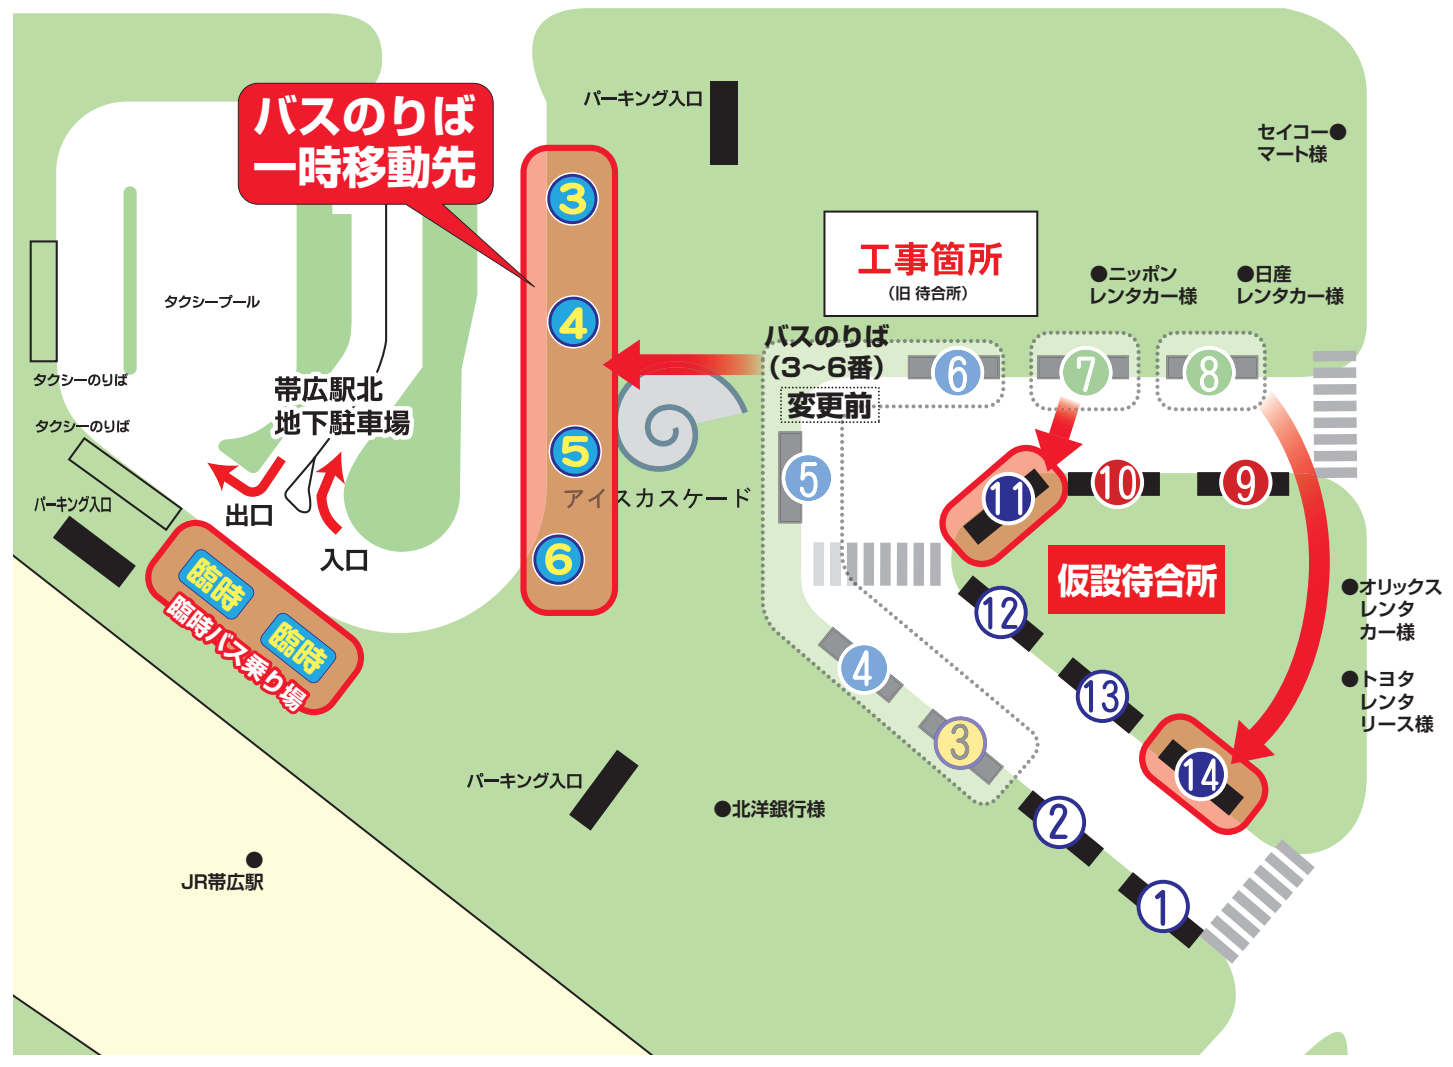 バスのりば
一時移動先
パーキング入口
セイコー
マート様
工事箇所
(旧 待合所)
ニッポン
レンタカー様
日産
レンタカー様
タクシープール
タクシーのりば
タクシーのりば
パーキング入口
帯広駅北
地下駐車場
出口
入口
臨時
臨時
臨時バス乗り場
3
4
5
6
アイスカスケード
バスのりば
(3〜6番)
変更前
6
7
8
5
4
3
11
10
9
仮設待合所
12
13
14
2
1
オリックス
レンタ
カー様
トヨタ
レンタ
リース様
パーキング入口
北洋銀行様
JR帯広駅